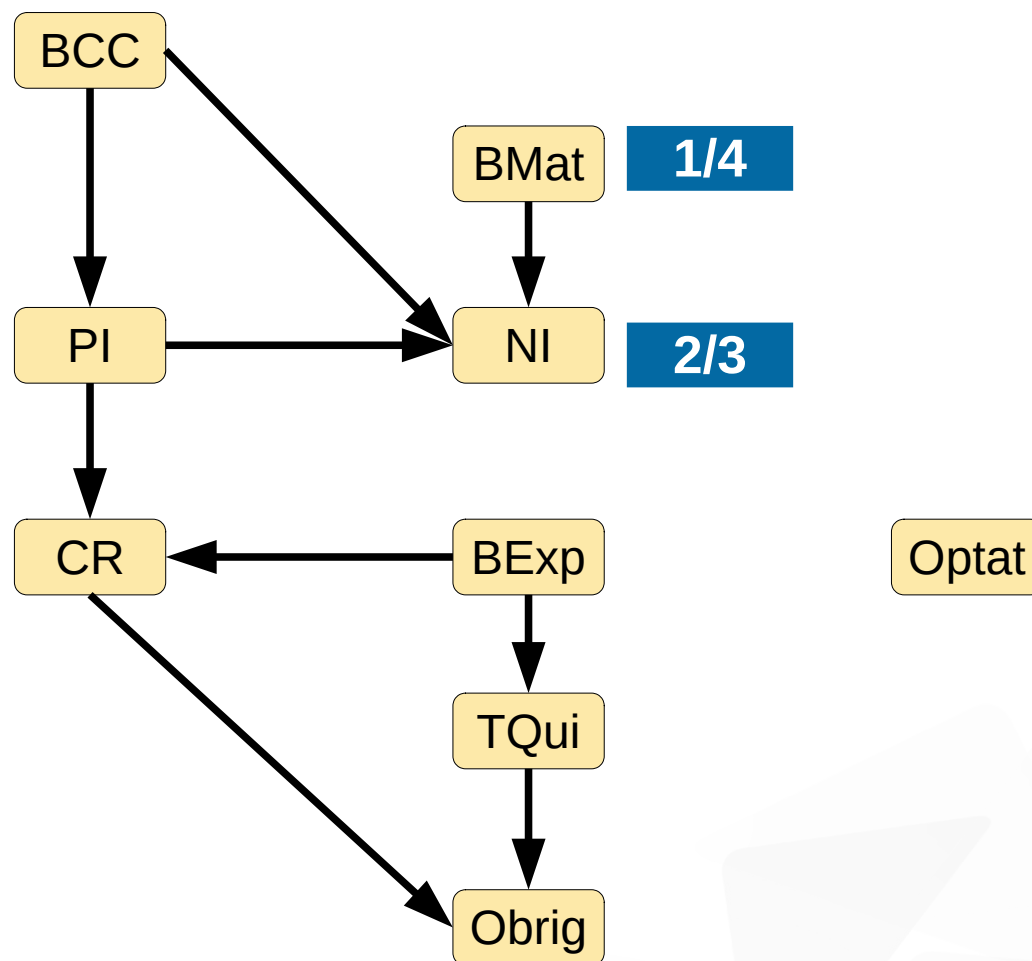 BCC
BMat
1/4
PI
NI
2/3
CR
BExp
Optat
TQui
Obrig